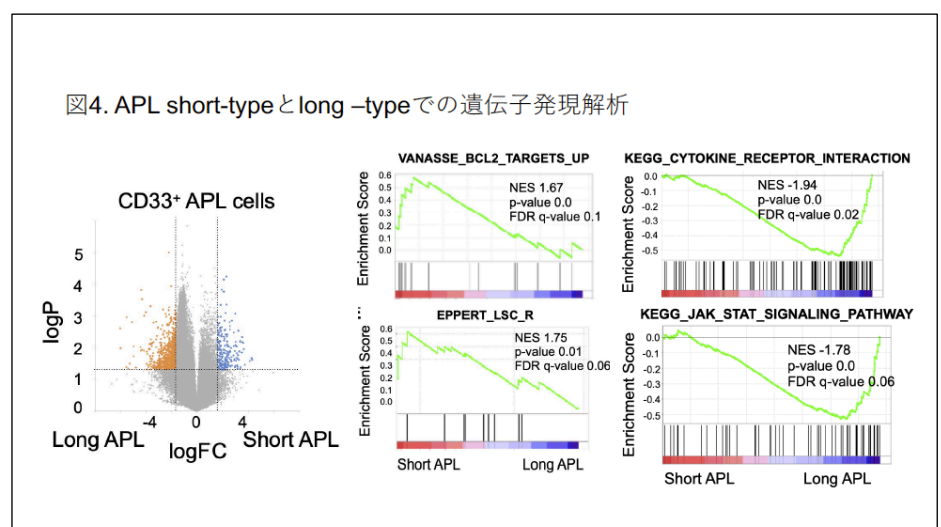 図4. APL short-typeとlong –typeでの遺伝子発現解析
CD33⁺ APL cells
logP
5
4
3
2
1
0
-4
0
4
Long APL
logFC
Short APL
VANASSE_BCL2_TARGETS_UP
Enrichment Score
0.6
0.5
0.4
0.3
0.2
0.1
0.0
NES 1.67
p-value 0.0
FDR q-value 0.1
...
EPPERT_LSC_R
Enrichment Score
0.6
0.5
0.4
0.3
0.2
0.1
0.0
NES 1.75
p-value 0.01
FDR q-value 0.06
Short APL
Long APL
KEGG_CYTOKINE_RECEPTOR_INTERACTION
Enrichment Score
0.0
-0.1
-0.2
-0.3
-0.4
-0.5
NES -1.94
p-value 0.0
FDR q-value 0.02
KEGG_JAK_STAT_SIGNALING_PATHWAY
Enrichment Score
0.0
-0.1
-0.2
-0.3
-0.4
-0.5
NES -1.78
p-value 0.0
FDR q-value 0.06
Short APL
Long APL